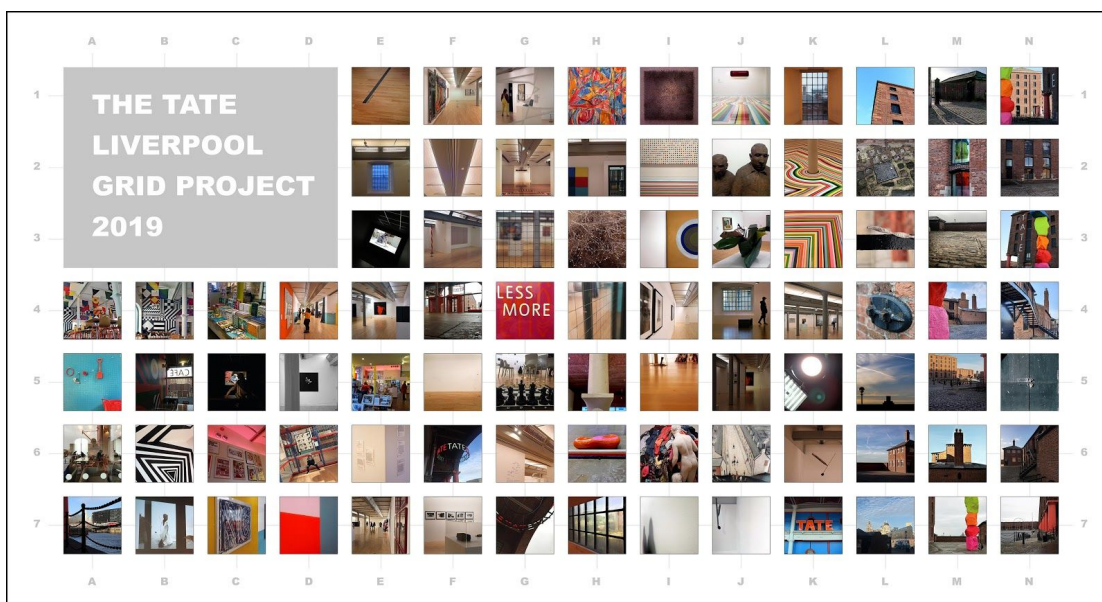 A B C D E F G H I J K L M N
1 1
THE TATE
LIVERPOOL
GRID PROJECT
2019
2 2
3 3
4 4
LESS
MORE
5 5
CAFE
6 6
TATE
7 7
TATE
A B C D E F G H I J K L M N